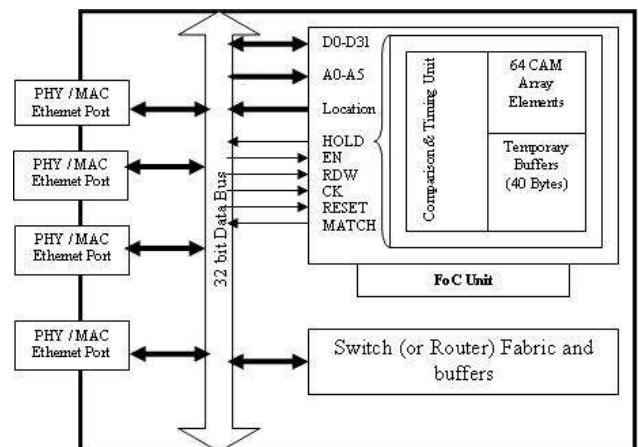 PHY / MAC
Ethernet Port
PHY / MAC
Ethernet Port
PHY / MAC
Ethernet Port
PHY / MAC
Ethernet Port
32 bit Data Bus
D0-D31
A0-A5
Location
HOLD
EN
RDW
CK
RESET
MATCH
Comparison & Timing Unit
64 CAM
Array
Elements
Temporary
Buffers
(40 Bytes)
FoC Unit
Switch (or Router) Fabric and
buffers